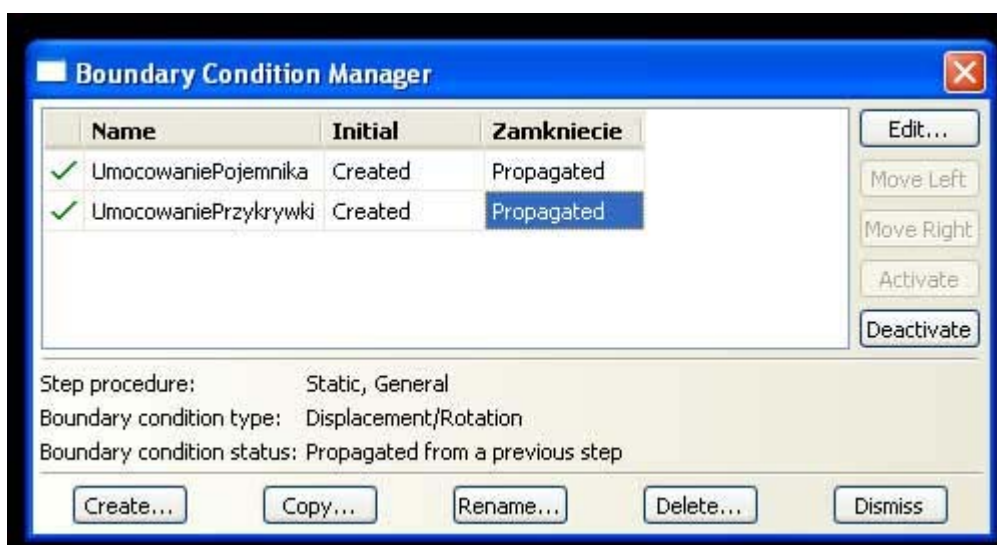 Boundary Condition Manager
Name Initial Zamkniecie
UmocowaniePojemnika Created Propagated
UmocowaniePrzykrywki Created Propagated
Edit...
Move Left
Move Right
Activate
Deactivate
Step procedure: Static, General
Boundary condition type: Displacement/Rotation
Boundary condition status: Propagated from a previous step
Create... Copy... Rename... Delete... Dismiss